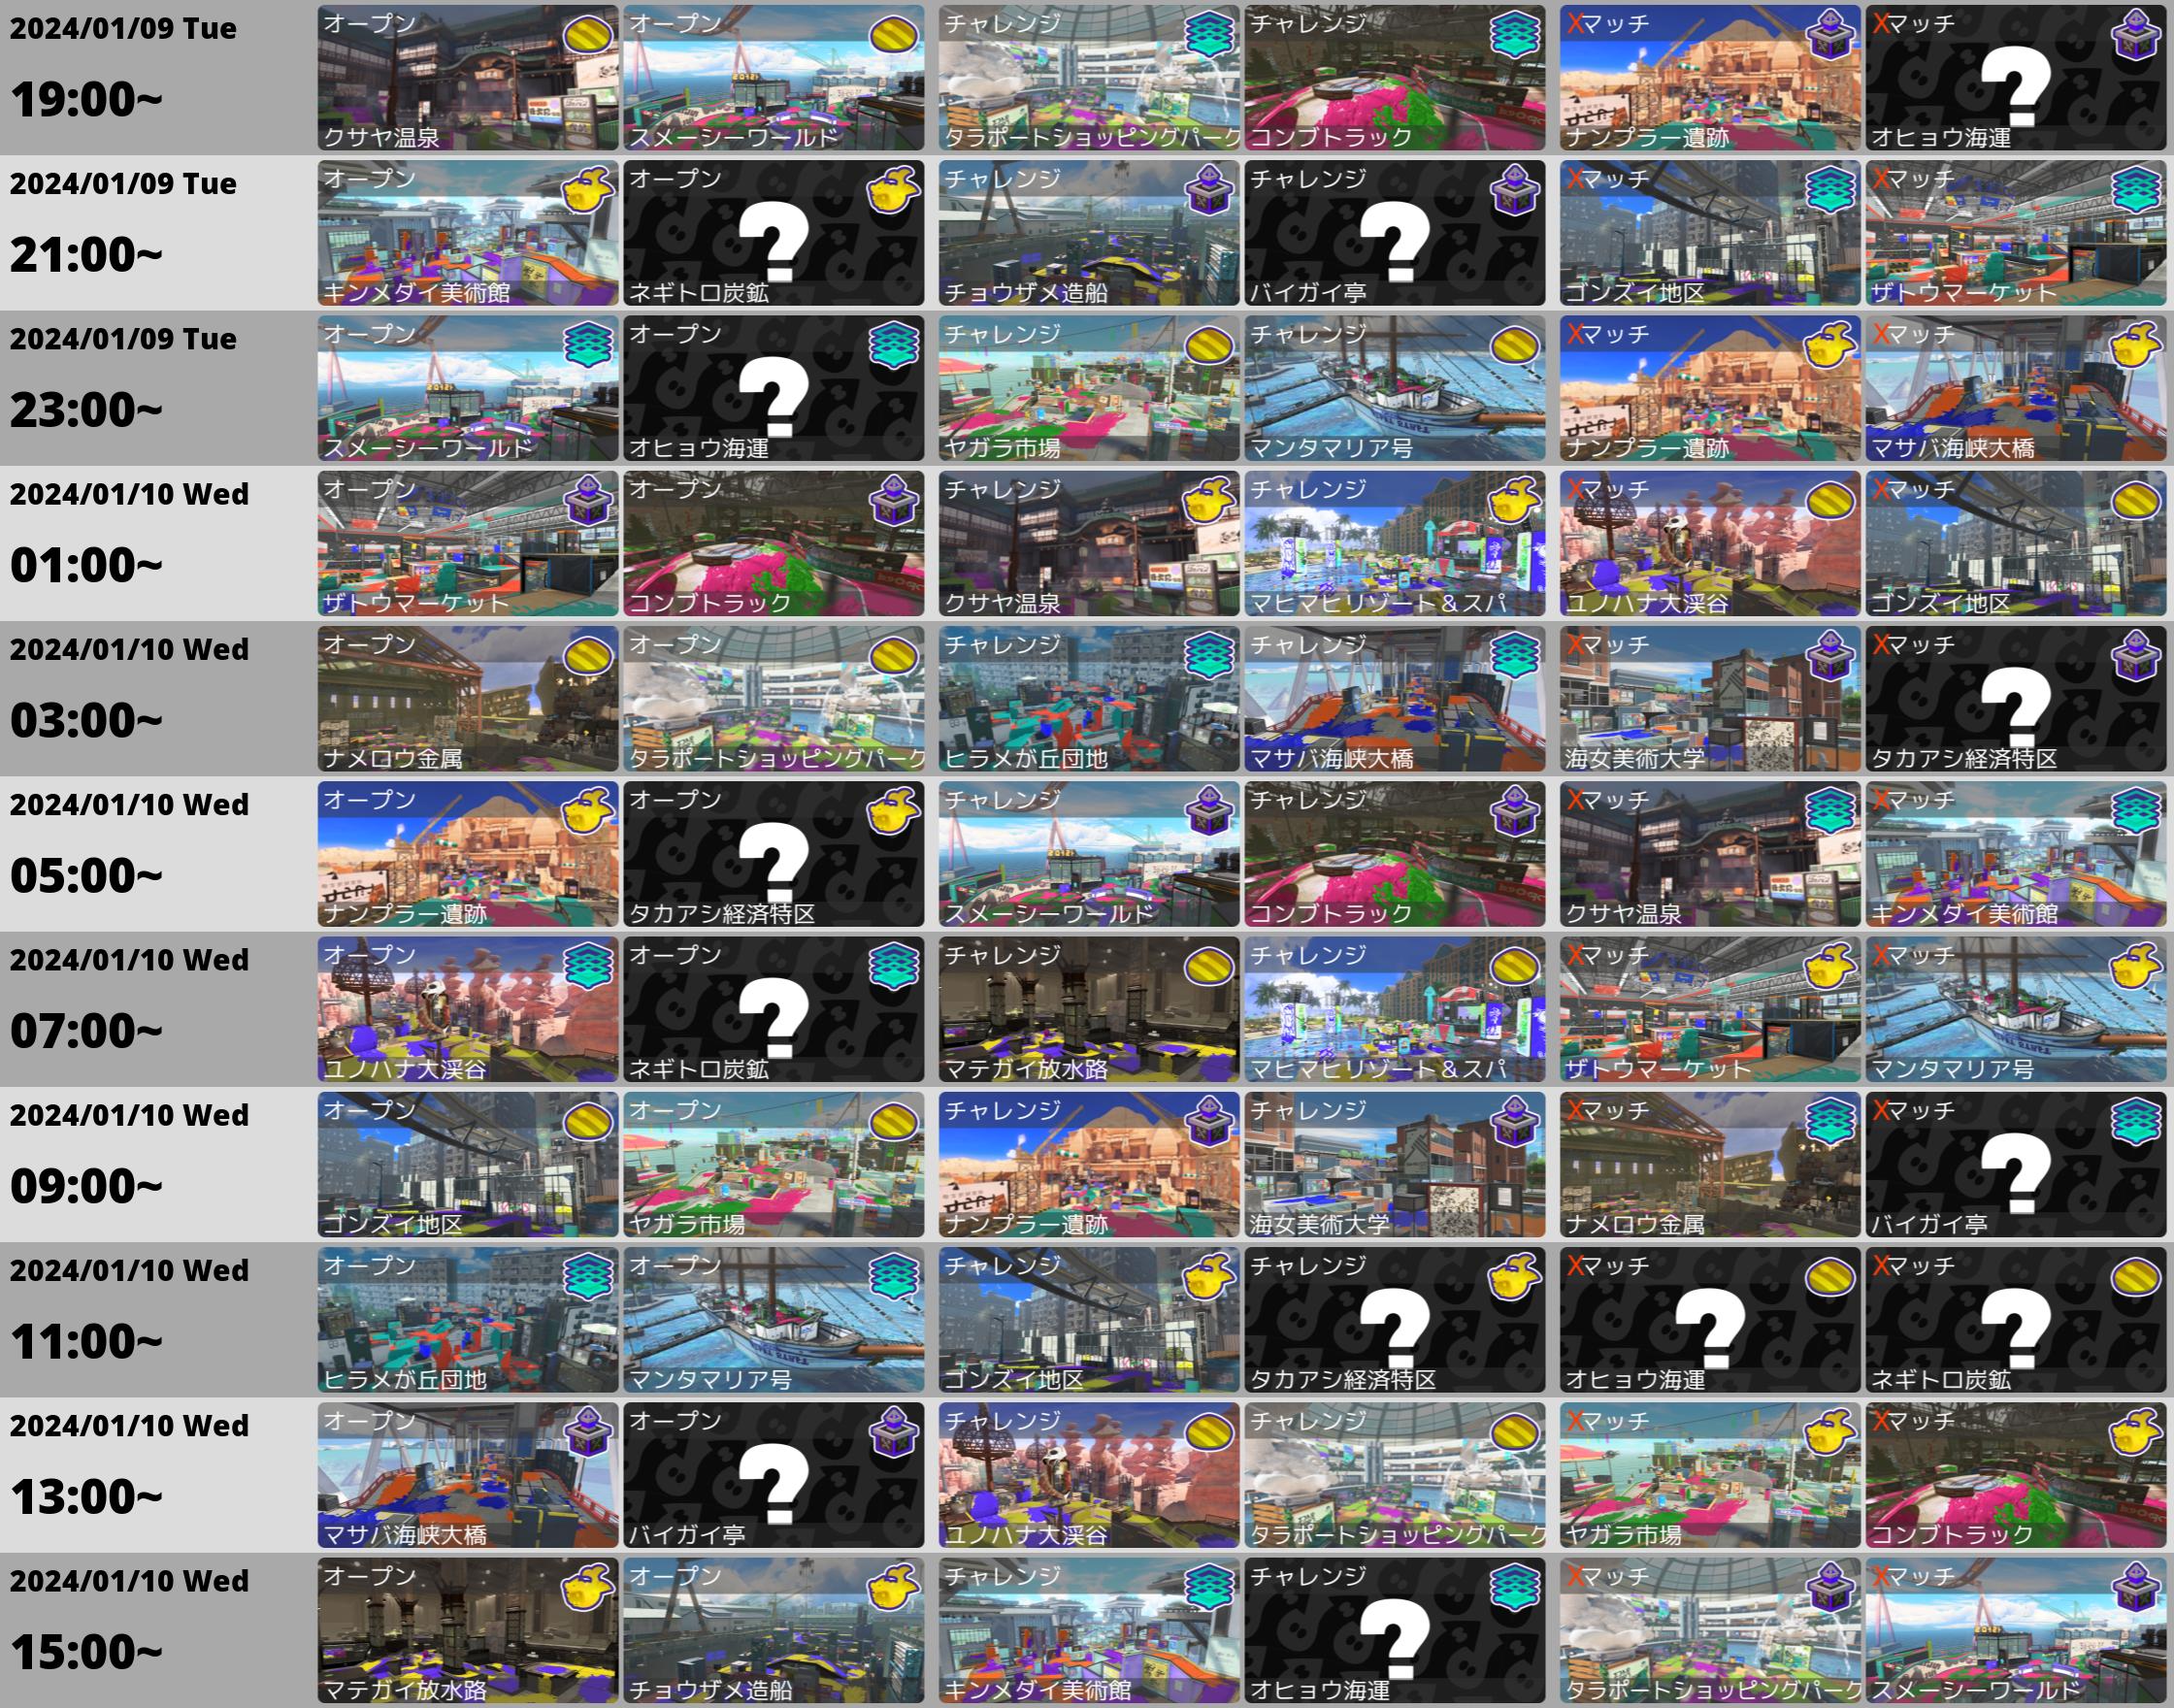 2024/01/09 Tue
19:00~
オープン
クサヤ温泉
オープン
スメーシーワールド
チャレンジ
タラポートショッピングパーク
チャレンジ
コンブトラック
Xマッチ
ナンプラー遺跡
Xマッチ
?
オヒョウ海運
2024/01/09 Tue
21:00~
オープン
キンメダイ美術館
オープン
?
ネギトロ炭鉱
チャレンジ
チョウザメ造船
チャレンジ
?
バイガイ亭
Xマッチ
ゴンズイ地区
Xマッチ
ザトウマーケット
2024/01/09 Tue
23:00~
オープン
スメーシーワールド
オープン
?
オヒョウ海運
チャレンジ
ヤガラ市場
チャレンジ
マンタマリア号
Xマッチ
ナンプラー遺跡
Xマッチ
マサバ海峡大橋
2024/01/10 Wed
01:00~
オープン
ザトウマーケット
オープン
コンブトラック
チャレンジ
クサヤ温泉
チャレンジ
マヒマヒリゾート&スパ
Xマッチ
ユノハナ大渓谷
Xマッチ
ゴンズイ地区
2024/01/10 Wed
03:00~
オープン
ナメロウ金属
オープン
タラポートショッピングパーク
チャレンジ
ヒラメが丘団地
チャレンジ
マサバ海峡大橋
Xマッチ
海女美術大学
Xマッチ
?
タカアシ経済特区
2024/01/10 Wed
05:00~
オープン
ナンプラー遺跡
オープン
?
タカアシ経済特区
チャレンジ
スメーシーワールド
チャレンジ
コンブトラック
Xマッチ
クサヤ温泉
Xマッチ
キンメダイ美術館
2024/01/10 Wed
07:00~
オープン
ユノハナ大渓谷
オープン
?
ネギトロ炭鉱
チャレンジ
マテガイ放水路
チャレンジ
マヒマヒリゾート&スパ
Xマッチ
ザトウマーケット
Xマッチ
マンタマリア号
2024/01/10 Wed
09:00~
オープン
ゴンズイ地区
オープン
ヤガラ市場
チャレンジ
ナンプラー遺跡
チャレンジ
海女美術大学
Xマッチ
ナメロウ金属
Xマッチ
?
バイガイ亭
2024/01/10 Wed
11:00~
オープン
ヒラメが丘団地
オープン
マンタマリア号
チャレンジ
ゴンズイ地区
チャレンジ
?
タカアシ経済特区
Xマッチ
?
オヒョウ海運
Xマッチ
?
ネギトロ炭鉱
2024/01/10 Wed
13:00~
オープン
マサバ海峡大橋
オープン
?
バイガイ亭
チャレンジ
ユノハナ大渓谷
チャレンジ
タラポートショッピングパーク
Xマッチ
ヤガラ市場
Xマッチ
コンブトラック
2024/01/10 Wed
15:00~
オープン
マテガイ放水路
オープン
チョウザメ造船
チャレンジ
キンメダイ美術館
チャレンジ
?
オヒョウ海運
Xマッチ
タラポートショッピングパーク
Xマッチ
スメーシーワールド